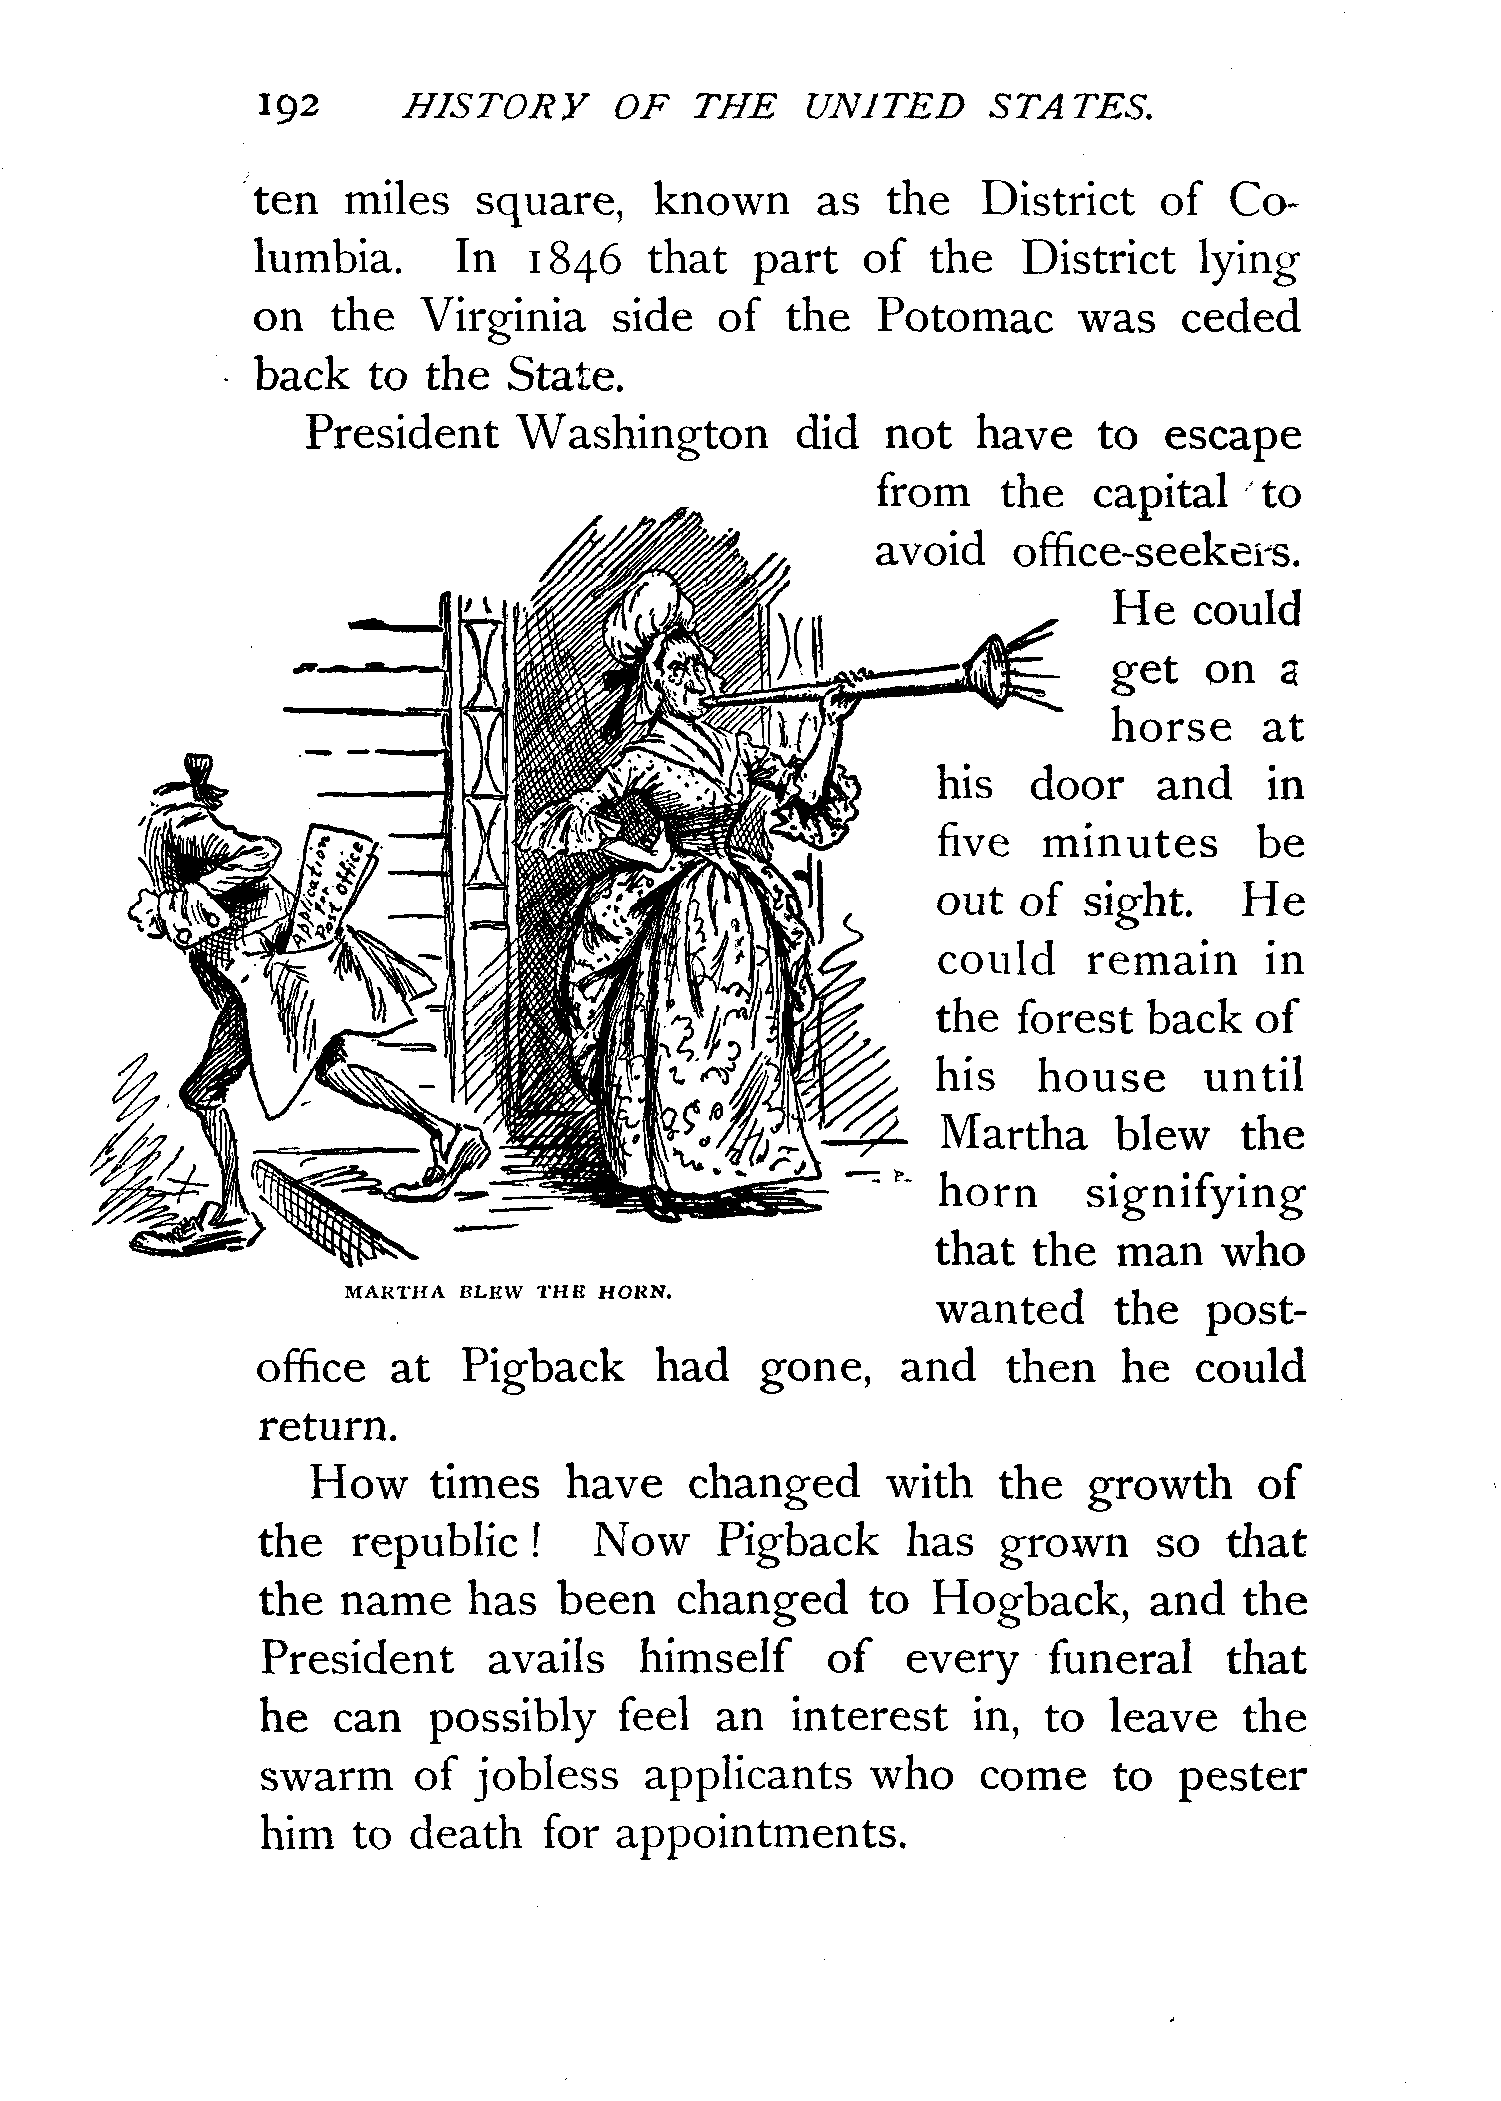 192 HISTORY OF THE UNITED STATES.
ten miles square, known as the District of Co-
lumbia. In 1846 that part of the District lying
on the Virginia side of the Potomac was ceded
back to the State.
President Washington did not have to escape
from the capital to
avoid office-seekers.
He could
get on a
horse at
his door and in
five minutes be
out of sight. He
could remain in
the forest back of
his house until
Martha blew the
horn signifying
that the man who
wanted the post-
office at Pigback had gone, and then he could
return.
Application
For
Post Office
P.
MARTHA BLEW THE HORN.
How times have changed with the growth of
the republic! Now Pigback has grown so that
the name has been changed to Hogback, and the
President avails himself of every funeral that
he can possibly feel an interest in, to leave the
swarm of jobless applicants who come to pester
him to death for appointments.